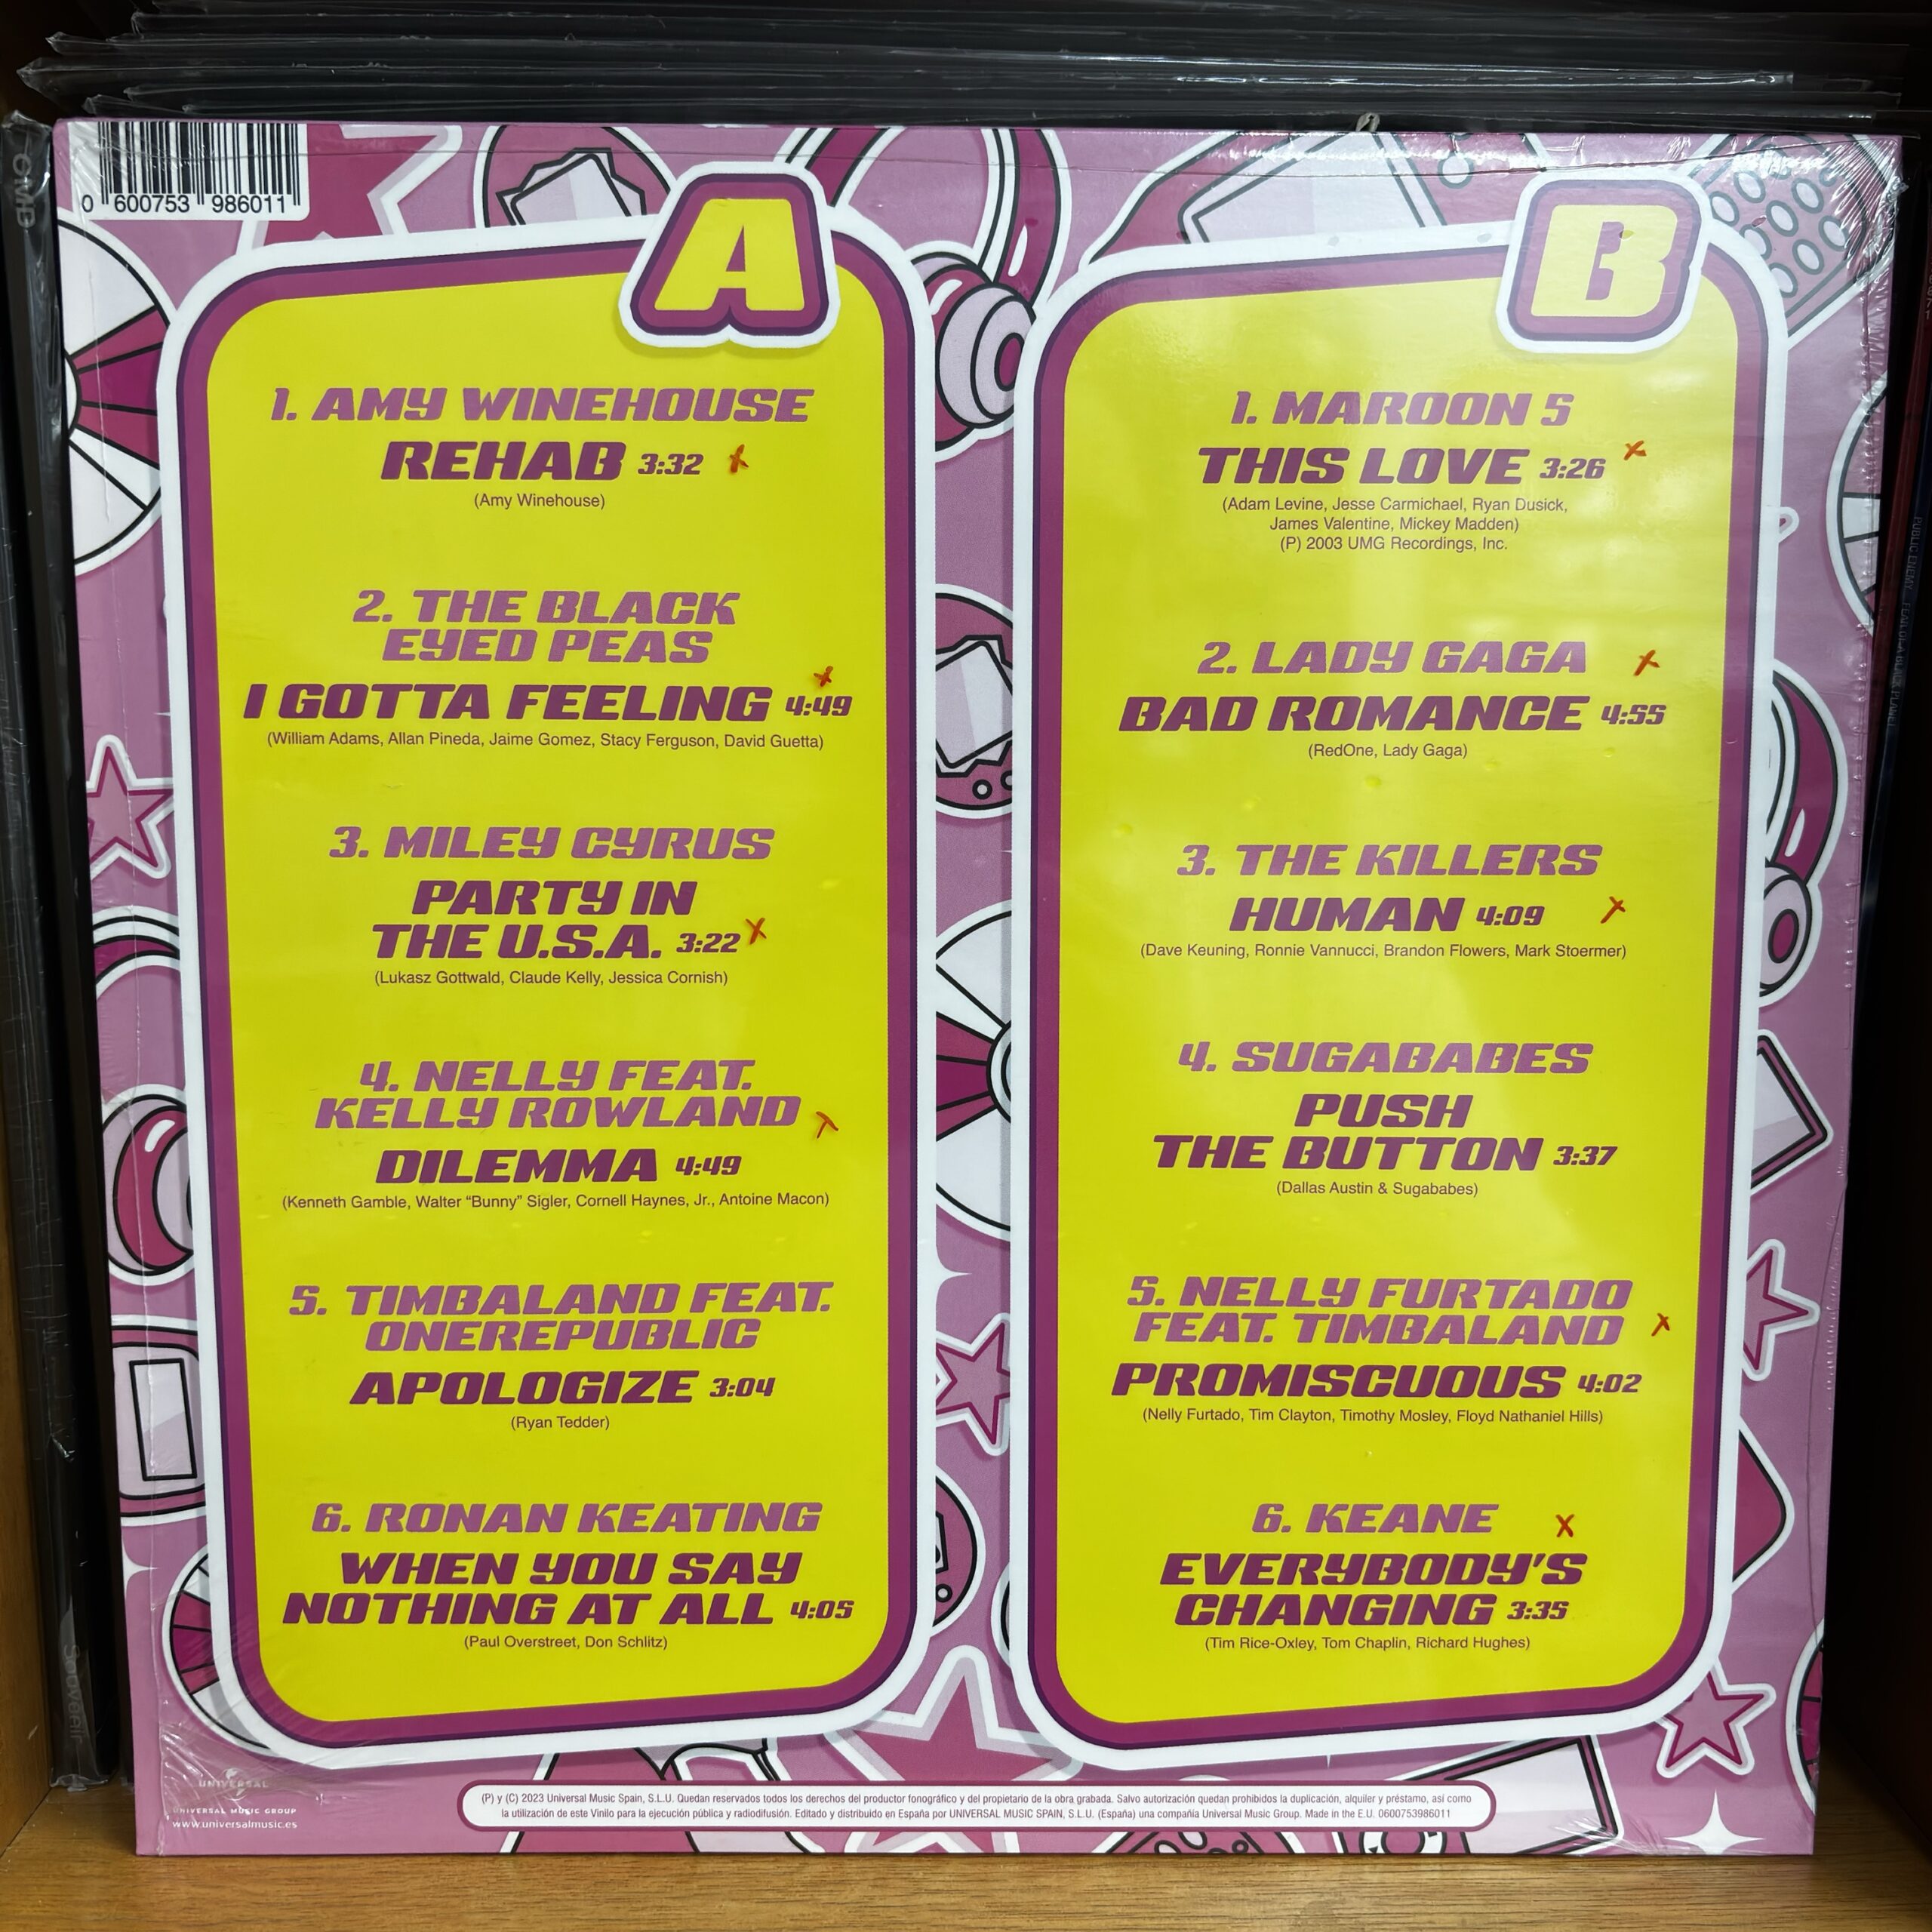 0 600753 986011
A
1. AMY WINEHOUSE
REHAB 3:32 x
(Amy Winehouse)
2. THE BLACK
EYED PEAS
x
I GOTTA FEELING 4:49
(William Adams, Allan Pineda, Jaime Gomez, Stacy Ferguson, David Guetta)
3. MILEY CYRUS
PARTY IN
THE U.S.A. 3:22 x
(Lukasz Gottwald, Claude Kelly, Jessica Cornish)
4. NELLY FEAT.
KELLY ROWLAND x
DILEMMA 4:49
(Kenneth Gamble, Walter “Bunny” Sigler, Cornell Haynes, Jr., Antoine Macon)
5. TIMBALAND FEAT.
ONEREPUBLIC
APOLOGIZE 3:04
(Ryan Tedder)
6. RONAN KEATING
WHEN YOU SAY
NOTHING AT ALL 4:05
(Paul Overstreet, Don Schlitz)
B
1. MAROON 5
THIS LOVE 3:26 x
(Adam Levine, Jesse Carmichael, Ryan Dusick,
James Valentine, Mickey Madden)
(P) 2003 UMG Recordings, Inc.
2. LADY GAGA x
BAD ROMANCE 4:55
(RedOne, Lady Gaga)
3. THE KILLERS
HUMAN 4:09 x
(Dave Keuning, Ronnie Vannucci, Brandon Flowers, Mark Stoermer)
4. SUGABABES
PUSH
THE BUTTON 3:37
(Dallas Austin & Sugababes)
5. NELLY FURTADO
FEAT. TIMBALAND x
PROMISCUOUS 4:02
(Nelly Furtado, Tim Clayton, Timothy Mosley, Floyd Nathaniel Hills)
6. KEANE x
EVERYBODY'S
CHANGING 3:35
(Tim Rice-Oxley, Tom Chaplin, Richard Hughes)
UNIVERSAL
UNIVERSAL MUSIC GROUP
www.universalmusic.es
(P) y (C) 2023 Universal Music Spain, S.L.U. Quedan reservados todos los derechos del productor fonográfico y del propietario de la obra grabada. Salvo autorización quedan prohibidos la duplicación, alquiler y préstamo, así como
la utilización de este Vinilo para la ejecución pública y radiodifusión. Editado y distribuido en España por UNIVERSAL MUSIC SPAIN, S.L.U. (España) una compañía Universal Music Group. Made in the E.U. 0600753986011